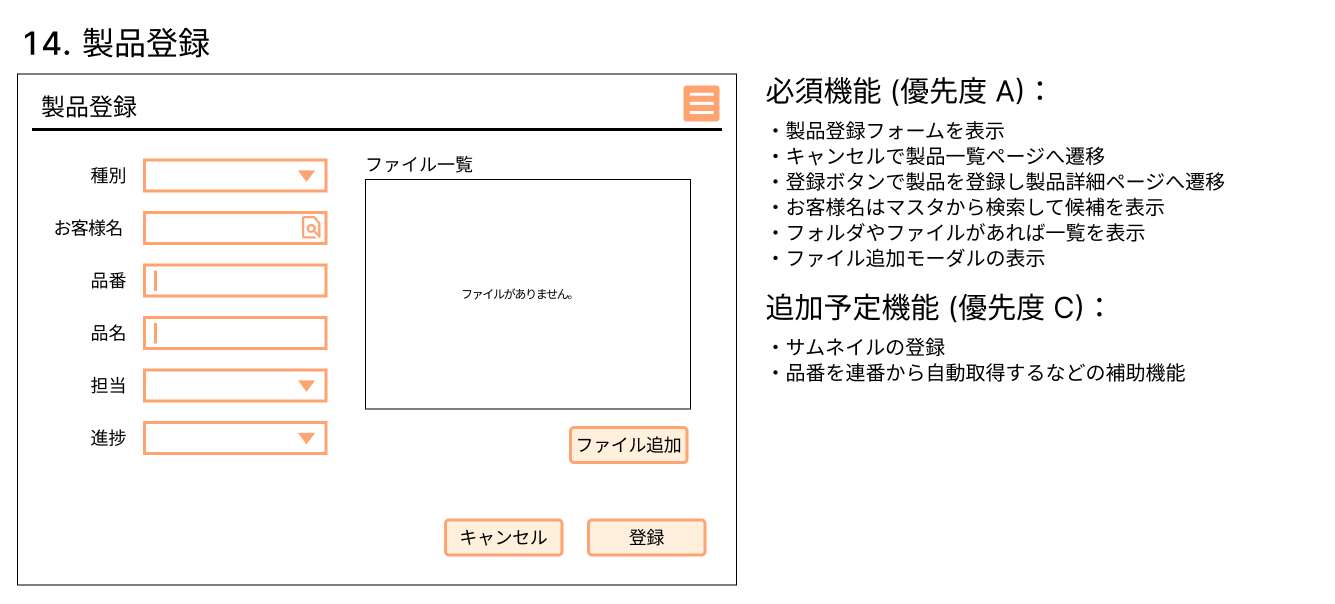 14. 製品登録
製品登録
種別
お客様名
品番
品名
担当
進捗
ファイル一覧
ファイルがありません。
ファイル追加
キャンセル
登録
必須機能 (優先度 A)：
・製品登録フォームを表示
・キャンセルで製品一覧ページへ遷移
・登録ボタンで製品を登録し製品詳細ページへ遷移
・お客様名はマスタから検索して候補を表示
・フォルダやファイルがあれば一覧を表示
・ファイル追加モーダルの表示
追加予定機能 (優先度 C)：
・サムネイルの登録
・品番を連番から自動取得するなどの補助機能